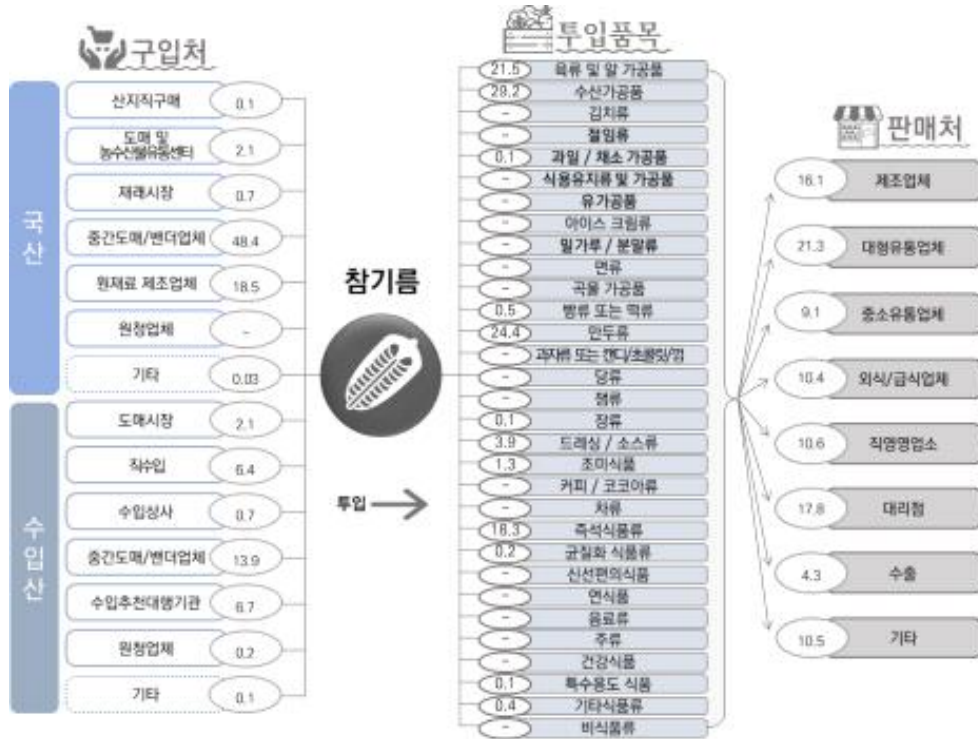 구입처
국산
산지직구매 0.1
도매 및
농수산물유통센터 2.1
재래시장 0.7
중간도매/밴더업체 48.4
원재료 제조업체 18.5
원청업체 -
기타 0.03
수입산
도매시장 2.1
직수입 6.4
수입상사 0.7
중간도매/밴더업체 13.9
수입추천대행기관 6.7
원청업체 0.2
기타 0.1
참기름
투입
투입품목
21.5 육류 및 알 가공품
29.2 수산가공품
- 김치류
- 절임류
0.1 과일 / 채소 가공품
- 식용유지류 및 가공품
- 유가공품
- 아이스 크림류
- 밀가루 / 분말류
- 면류
- 곡물 가공품
0.5 빵류 또는 떡류
24.4 만두류
- 과자류 또는 캔디/초콜릿/껌
- 당류
- 잼류
0.1 장류
3.9 드레싱 / 소스류
1.3 조미식품
- 커피 / 코코아류
- 차류
18.3 즉석식품류
0.2 균질화 식품류
- 신선편의식품
- 연식품
- 음료류
- 주류
- 건강식품
0.1 특수용도 식품
0.4 기타식품류
- 비식품류
판매처
16.1 제조업체
21.3 대형유통업체
9.1 중소유통업체
10.4 외식/급식업체
10.6 직영영업소
17.8 대리점
4.3 수출
10.5 기타